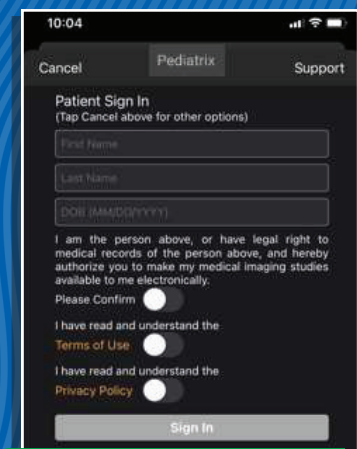 10:04
Cancel
Pediatrix
Support
Patient Sign In
(Tap Cancel above for other options)
First Name
Last Name
DOB (MM/DD/YYYY)
I am the person above, or have legal right to
medical records of the person above, and hereby
authorize you to make my medical imaging studies
available to me electronically.
Please Confirm
I have read and understand the
Terms of Use
I have read and understand the
Privacy Policy
Sign In